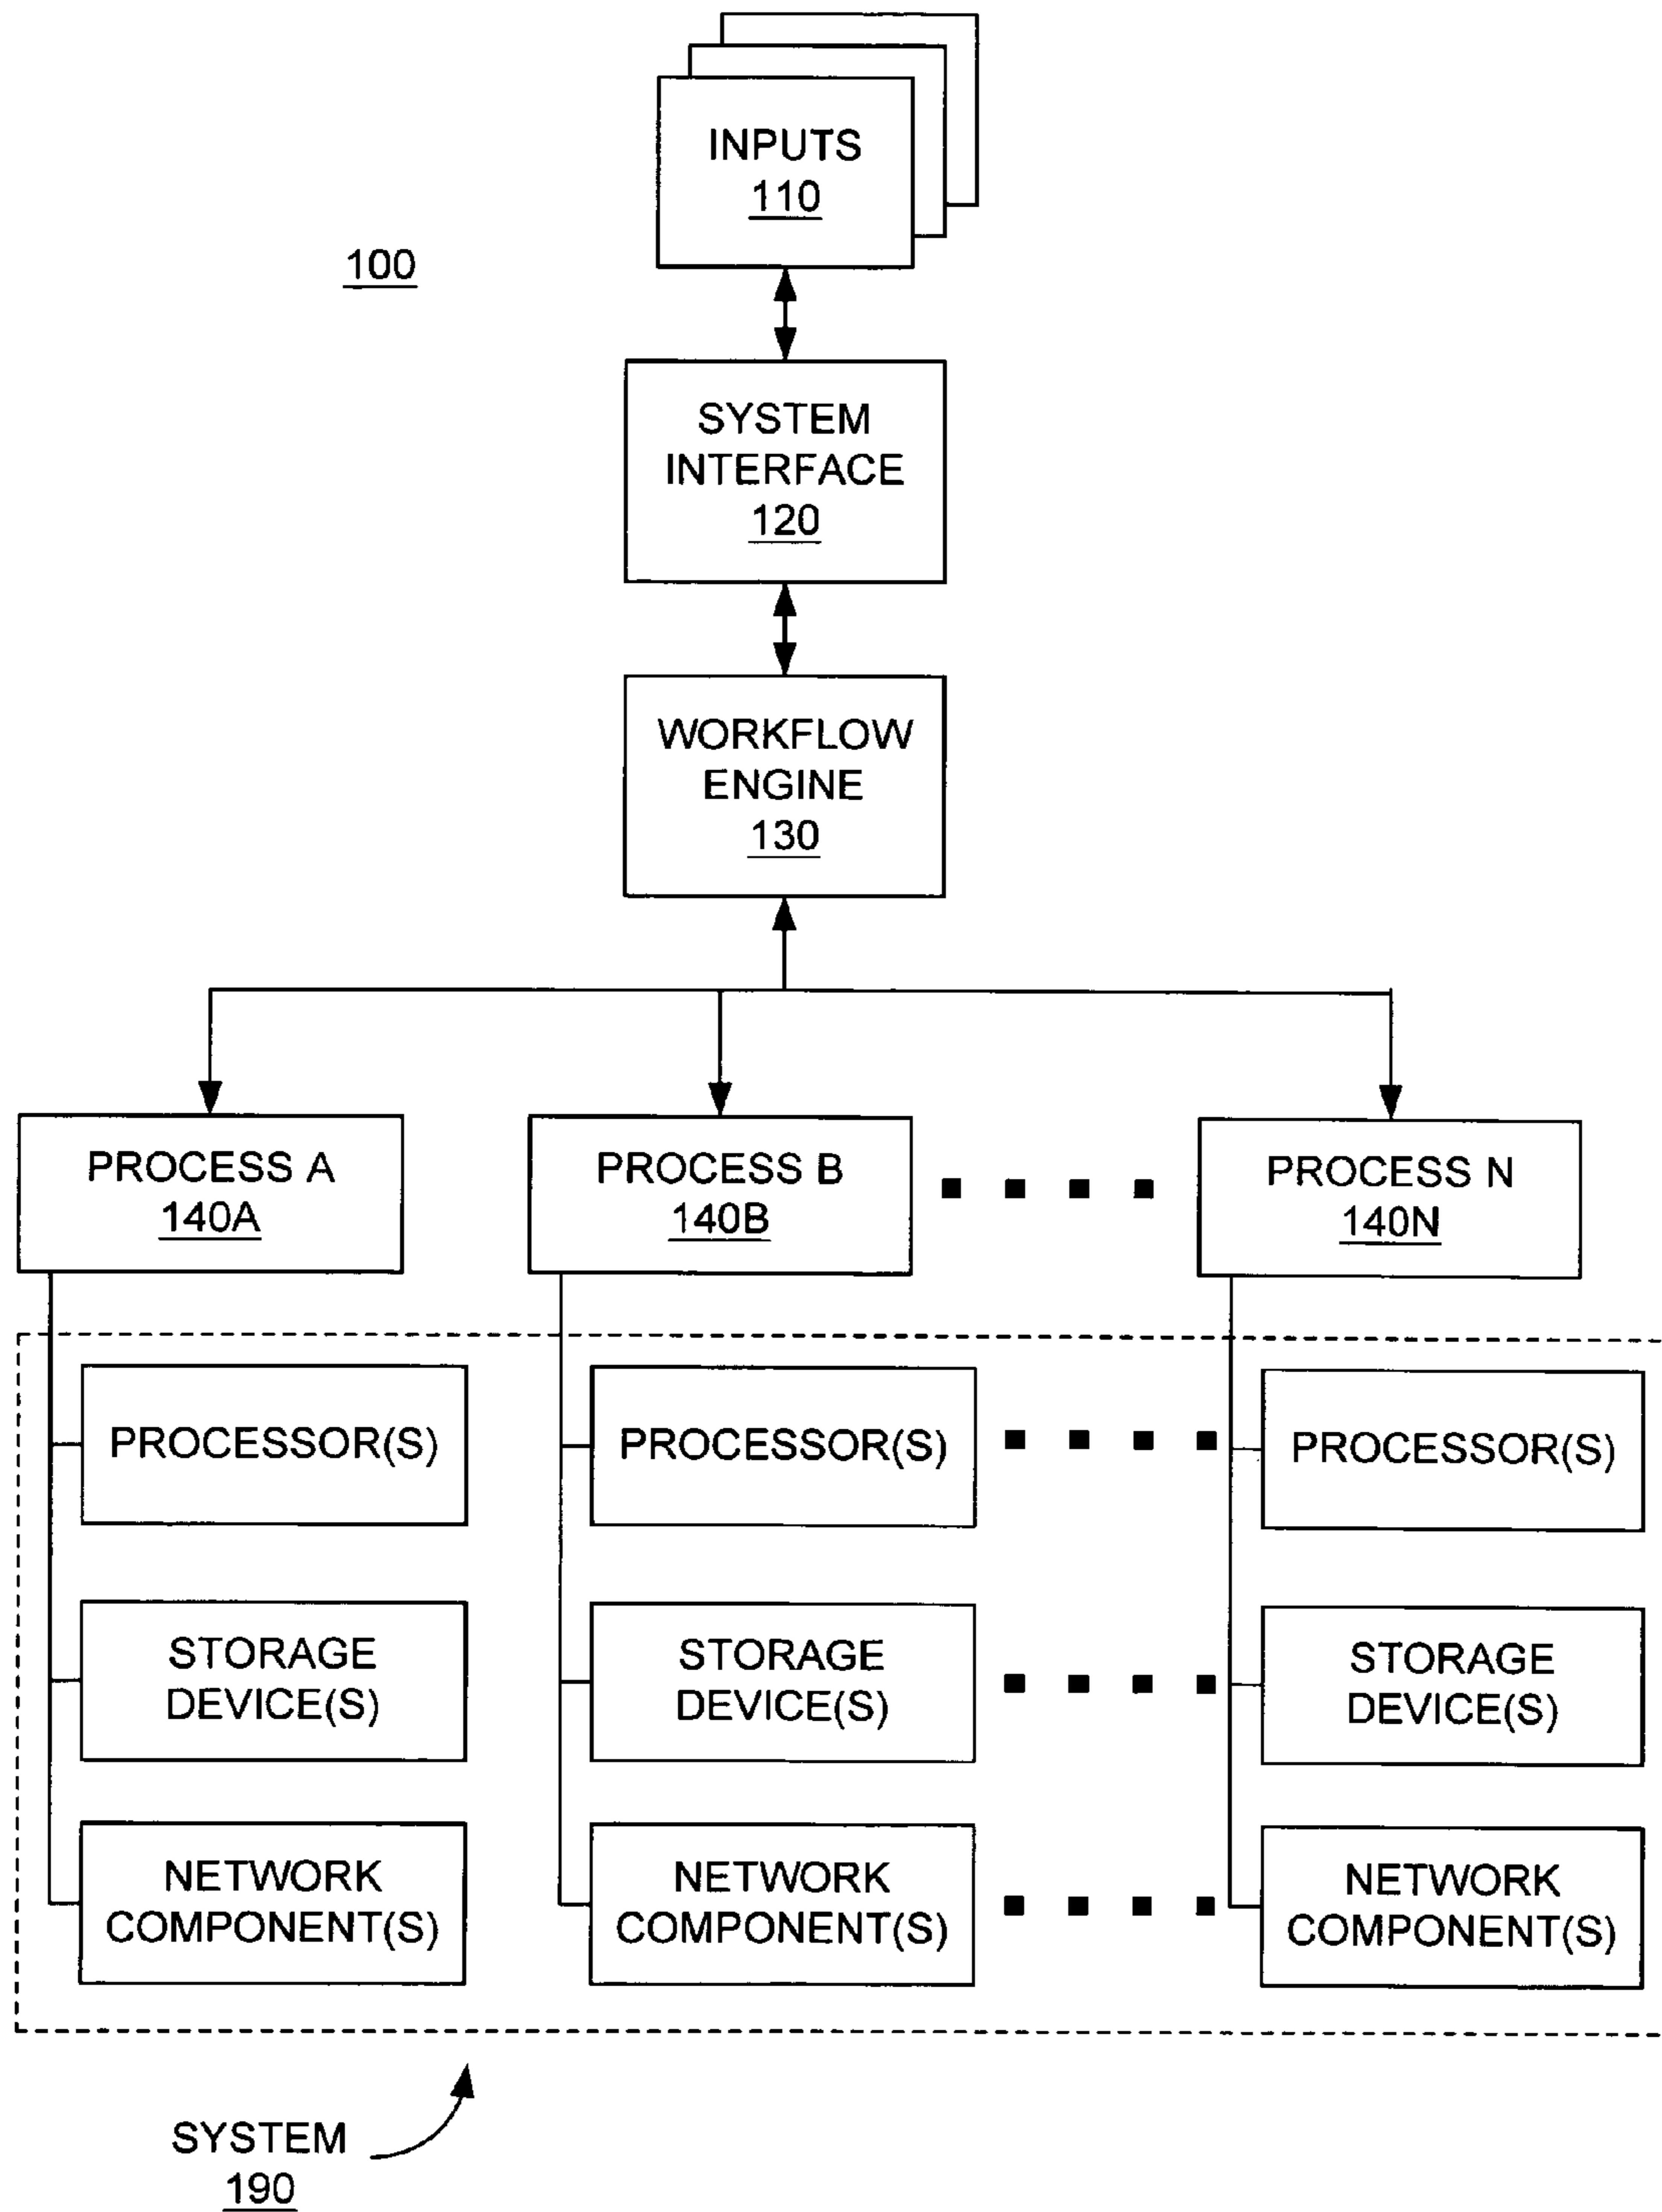 INPUTS
110
100
SYSTEM
INTERFACE
120
WORKFLOW
ENGINE
130
PROCESS A
140A
PROCESS B
140B
PROCESS N
140N
PROCESSOR(S)
PROCESSOR(S)
PROCESSOR(S)
STORAGE
DEVICE(S)
STORAGE
DEVICE(S)
STORAGE
DEVICE(S)
NETWORK
COMPONENT(S)
NETWORK
COMPONENT(S)
NETWORK
COMPONENT(S)
SYSTEM
190